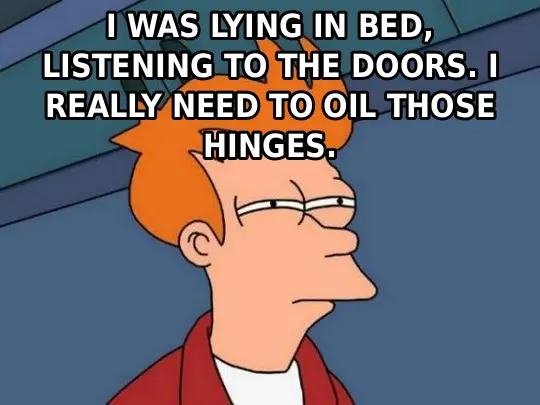 I WAS LYING IN BED,
LISTENING TO THE DOORS. I
REALLY NEED TO OIL THOSE
HINGES.